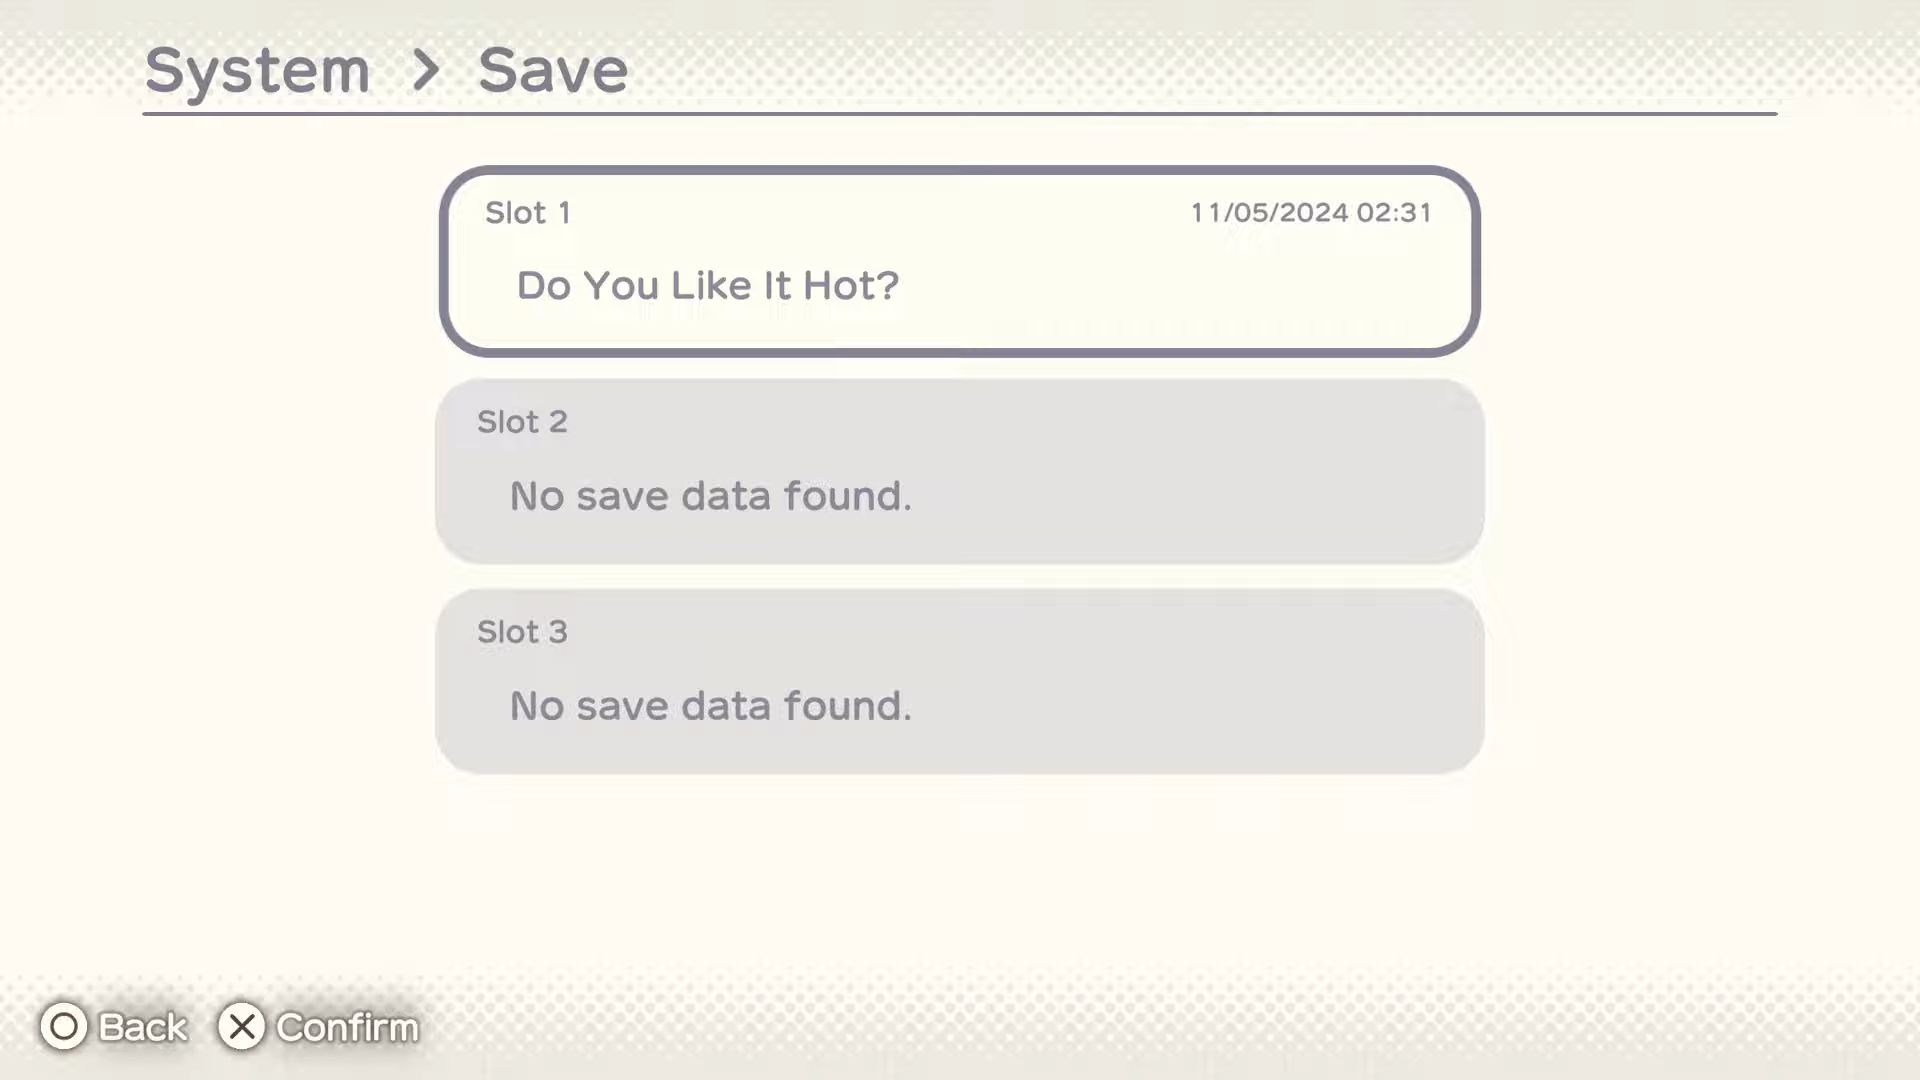 System > Save
Slot 1 11/05/2024 02:31
Do You Like It Hot?
Slot 2
No save data found.
Slot 3
No save data found.
Back Confirm